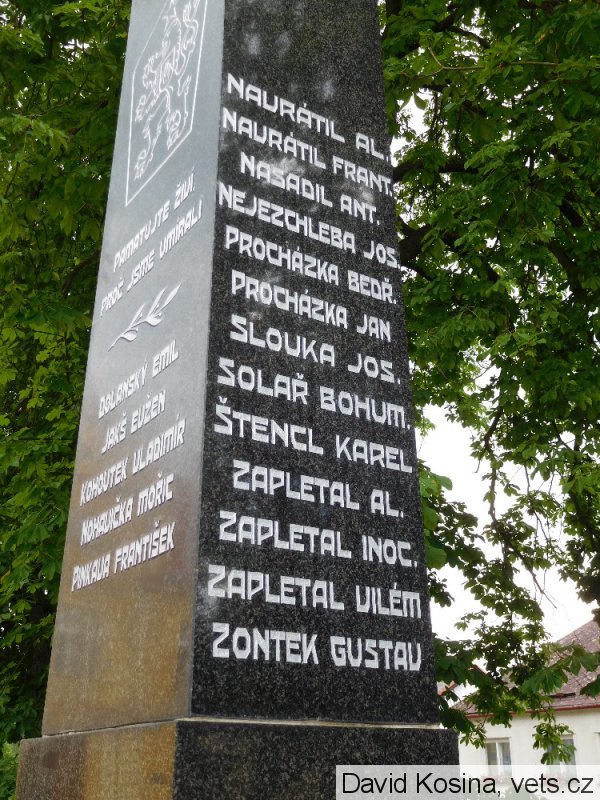 PAMATUJTE ŽIVÍ,
PROČ JSME UMÍRALI
DOLANSKÝ EMIL
JAKŠ EUŽEN
KOHOUTEK VLADIMÍR
NOHAVIČKA MOŘIC
PINKAVA FRANTIŠEK
NAVRÁTIL AL.
NAVRÁTIL FRANT.
NASADIL ANT.
NEJEZCHLEBA JOS.
PROCHÁZKA BEDŘ.
PROCHÁZKA JAN
SLOUKA JOS.
SOLAŘ BOHUM.
ŠTENCL KAREL
ZAPLETAL AL.
ZAPLETAL INOC.
ZAPLETAL VILÉM
ZONTEK GUSTAV
David Kosina, vets.cz